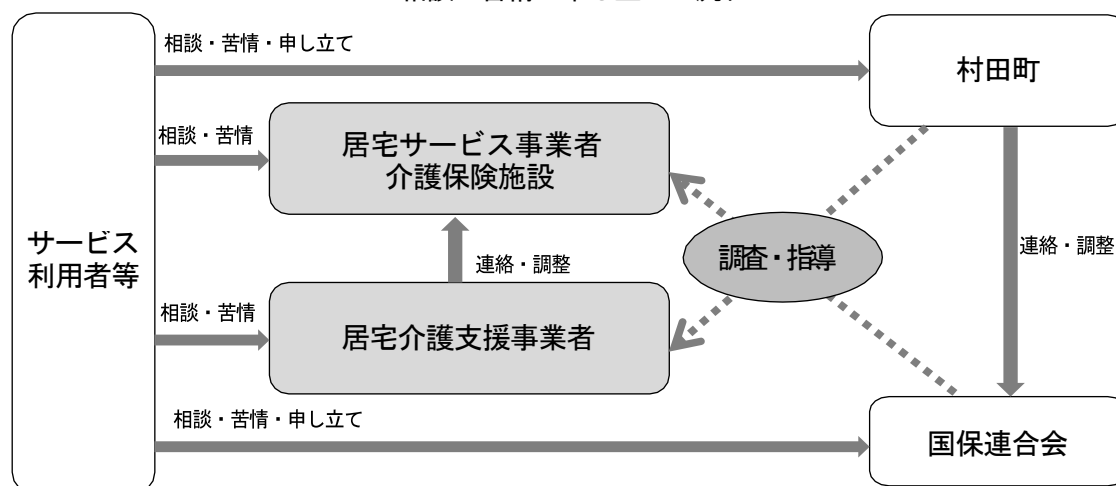 相談・苦情・申し立て
村田町
相談・苦情
居宅サービス事業者
介護保険施設
サービス
利用者等
連絡・調整
調査・指導
連絡・調整
相談・苦情
居宅介護支援事業者
相談・苦情・申し立て
国保連合会